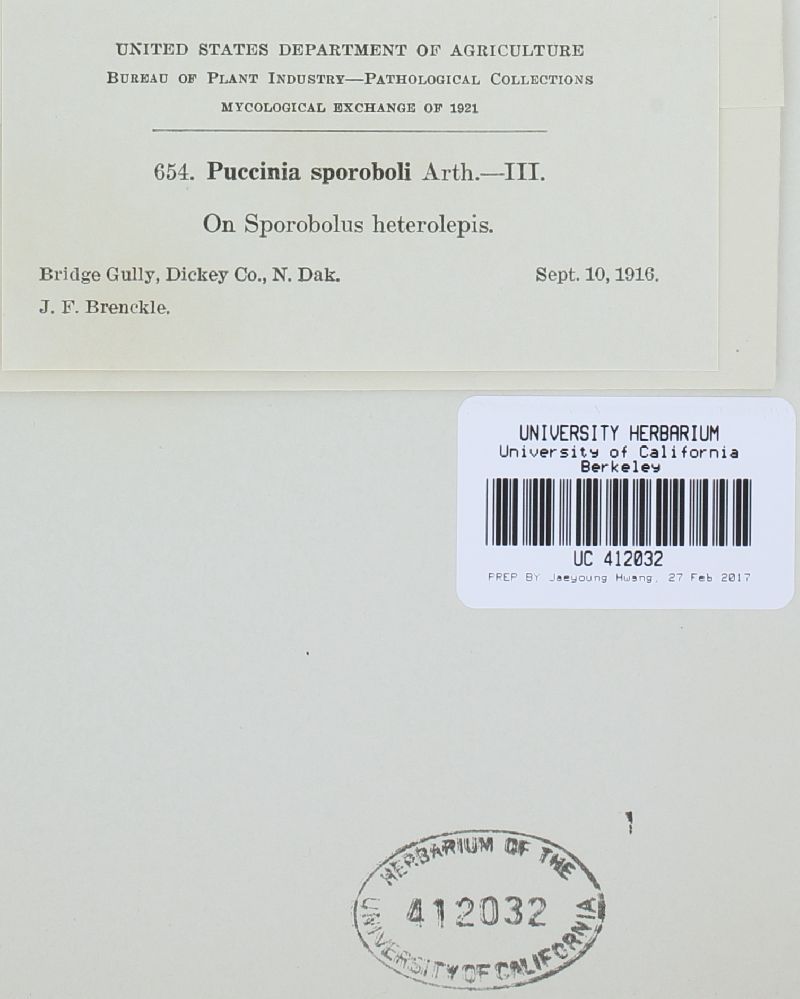 UNITED STATES DEPARTMENT OF AGRICULTURE
BUREAU OF PLANT INDUSTRY—PATHOLOGICAL COLLECTIONS
MYCOLOGICAL EXCHANGE OF 1921
654. Puccinia sporoboli Arth.—III.
On Sporobolus heterolepis.
Bridge Gully, Dickey Co., N. Dak. Sept. 10, 1916.
J. F. Brenckle.
UNIVERSITY HERBARIUM
University of California
Berkeley
UC 412032
PREP BY Jaeyoung Hwang, 27 Feb 2017
HERBARIUM OF THE
412032
UNIVERSITY OF CALIFORNIA